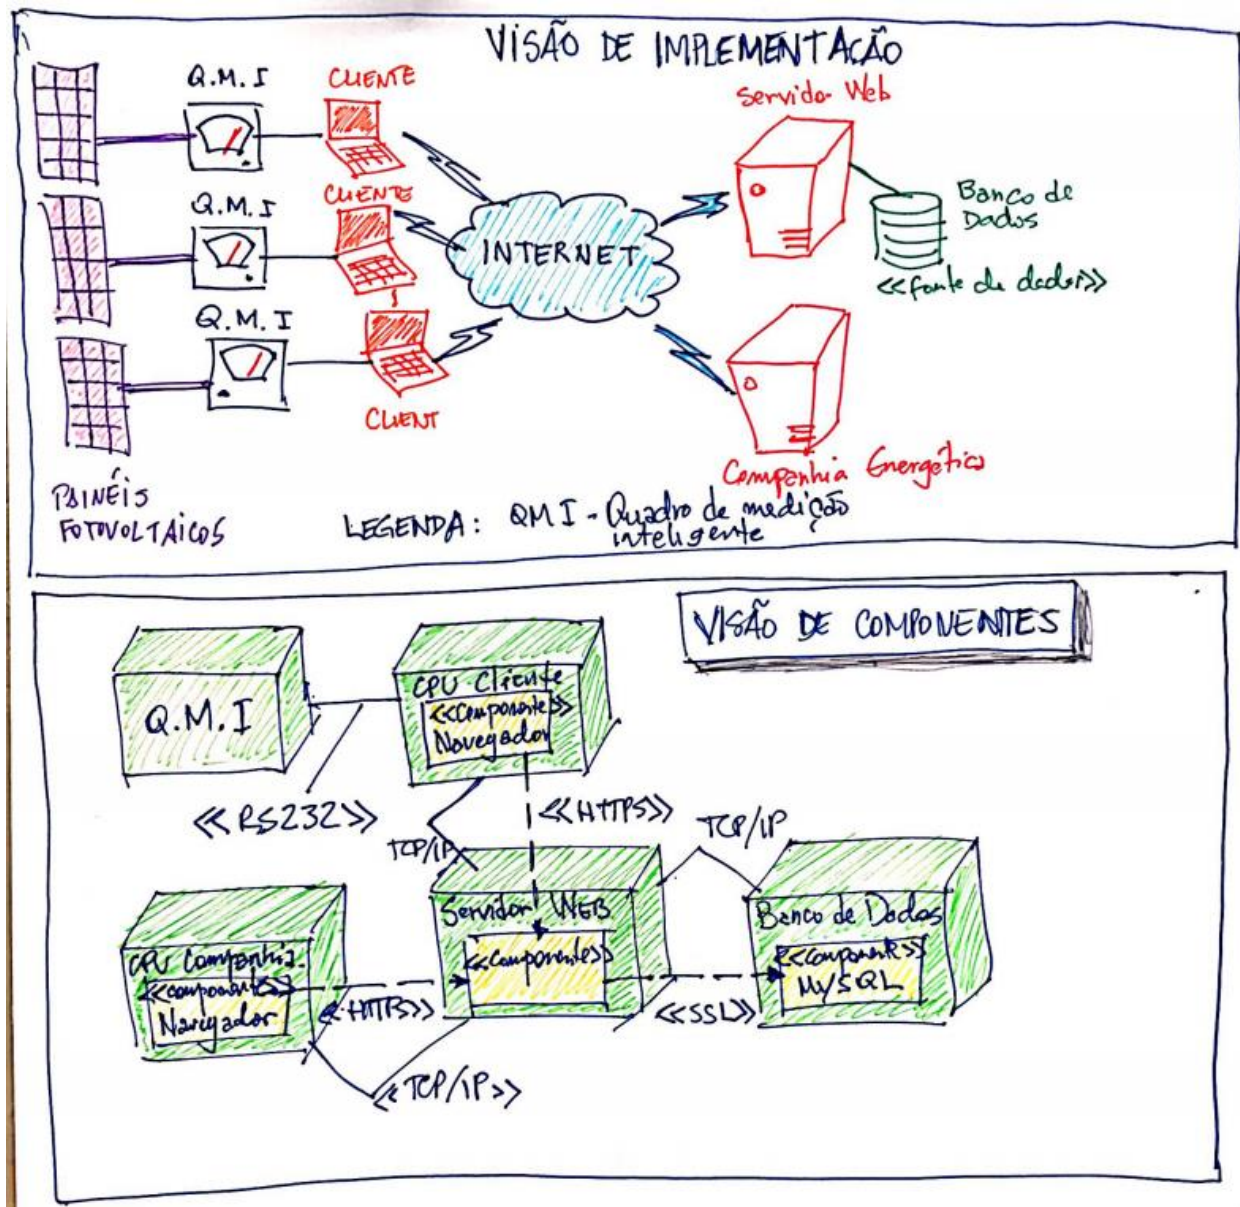 VISÃO DE IMPLEMENTAÇÃO
Q.M.I
CLIENTE
Servidor Web
Q.M.I
CLIENTE
INTERNET
Banco de
Dados
<<fonte de dados>>
Q.M.I
CLIENT
Companhia Energética
PAINÉIS
FOTOVOLTAICOS
LEGENDA: QMI - Quadro de medição
inteligente
VISÃO DE COMPONENTES
Q.M.I
CPU Cliente
<<Componente>>
Navegador
<<RS232>>
<<HTTPS>>
TCP/IP
TCP/IP
Servidor WEB
<<componente>>
Banco de Dados
<<componente>>
MySQL
CPU Companhia
<<componente>>
Navegador
<<HTTPS>>
<<SSL>>
<<TCP/IP>>